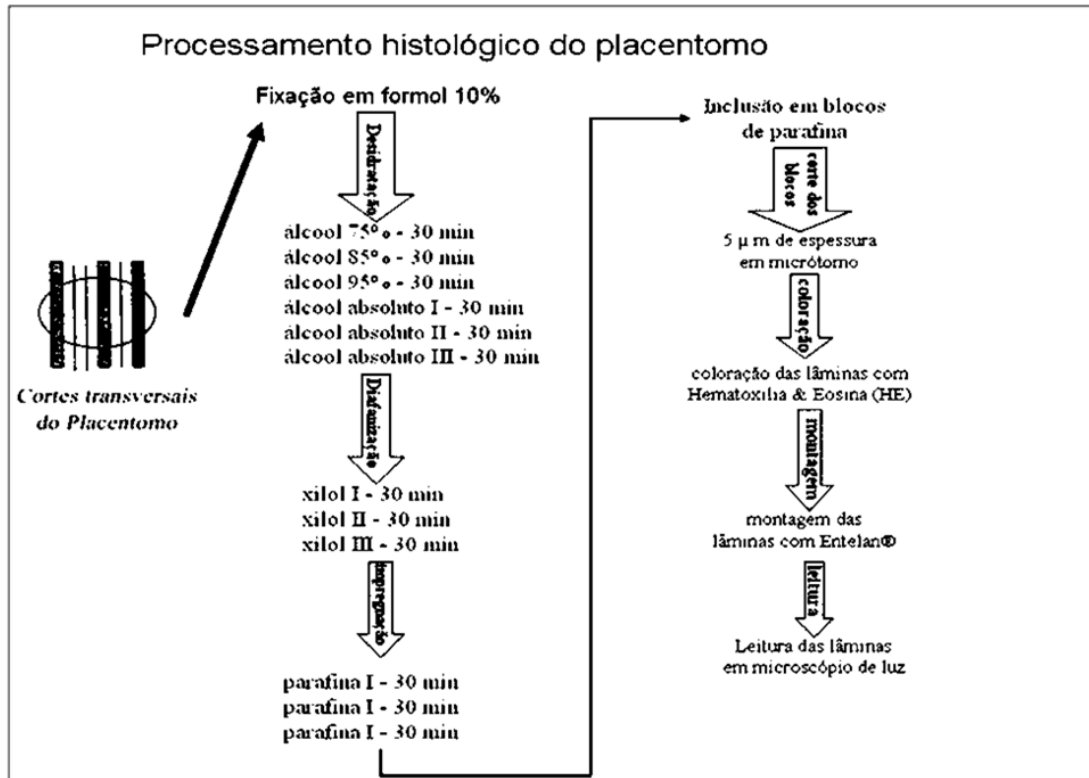 Processamento histológico do placentomo
Fixação em formol 10%
Desidratação
álcool 75% - 30 min
álcool 85% - 30 min
álcool 95% - 30 min
álcool absoluto I - 30 min
álcool absoluto II - 30 min
álcool absoluto III - 30 min
Cortes transversais
do Placentomo
Diafanização
xilol I - 30 min
xilol II - 30 min
xilol III - 30 min
impregnação
parafina I - 30 min
parafina I - 30 min
parafina I - 30 min
Inclusão em blocos
de parafina
corte dos
blocos
5 µ m de espessura
em micrótomo
coloração
coloração das lâminas com
Hematoxilia & Eosina (HE)
montagem
montagem das
lâminas com Entelan®
leitura
Leitura das lâminas
em microscópio de luz